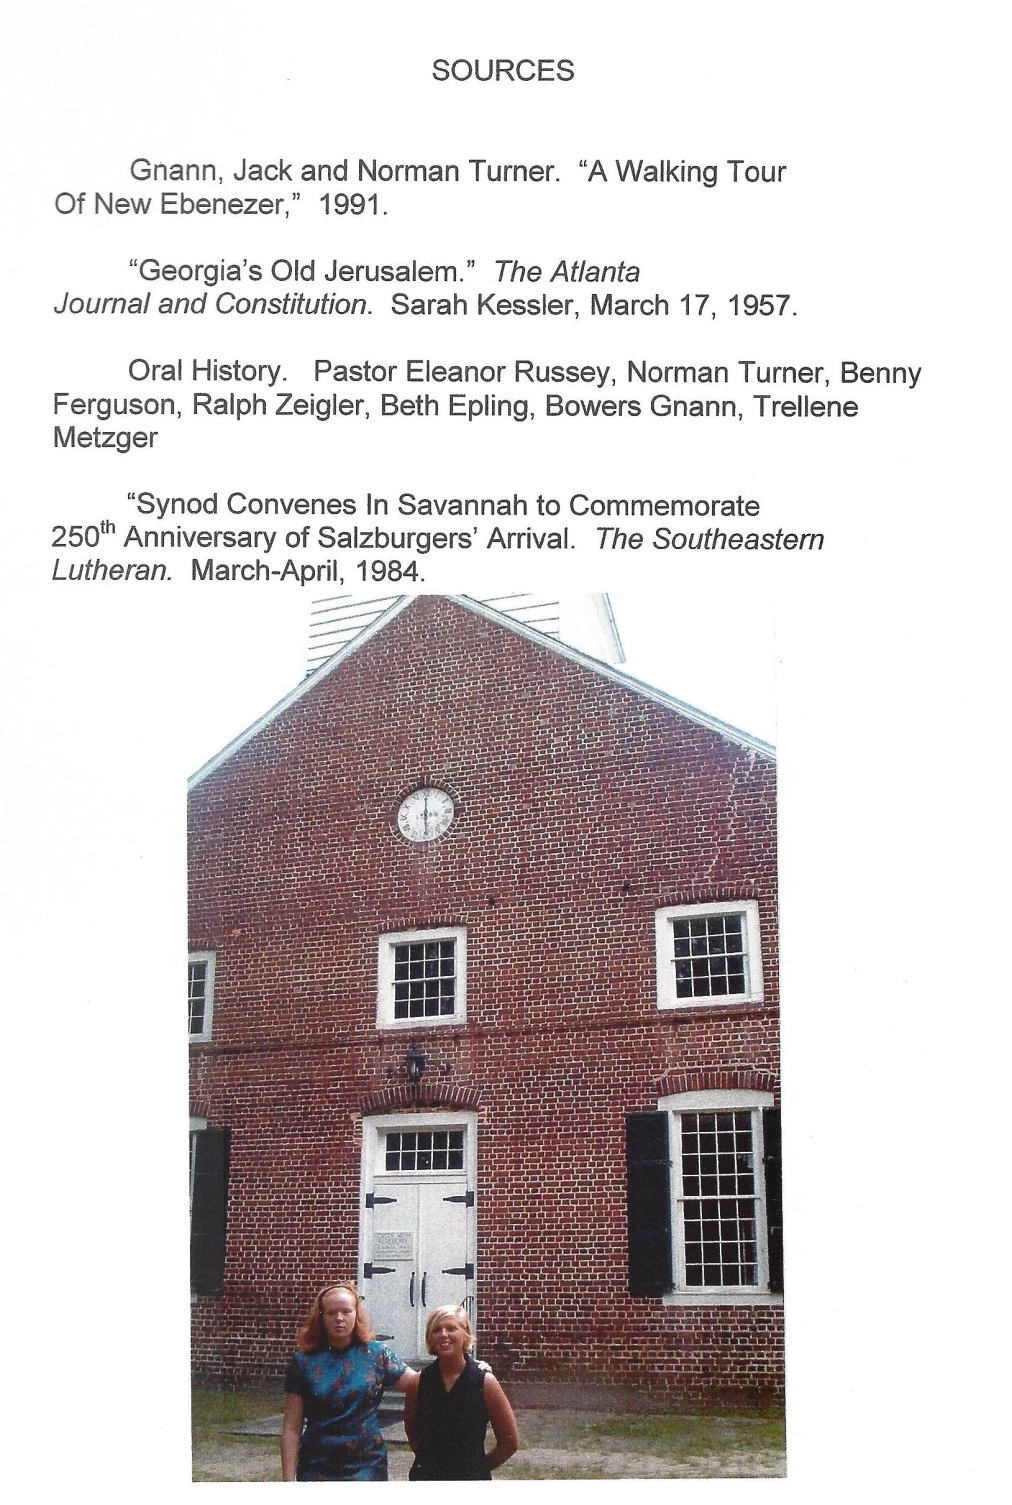 SOURCES
Gnann, Jack and Norman Turner. “A Walking Tour
Of New Ebenezer,” 1991.
“Georgia’s Old Jerusalem.” The Atlanta
Journal and Constitution. Sarah Kessler, March 17, 1957.
Oral History. Pastor Eleanor Russey, Norman Turner, Benny
Ferguson, Ralph Zeigler, Beth Epling, Bowers Gnann, Trellene
Metzger
“Synod Convenes In Savannah to Commemorate
250th Anniversary of Salzburgers’ Arrival. The Southeastern
Lutheran. March-April, 1984.